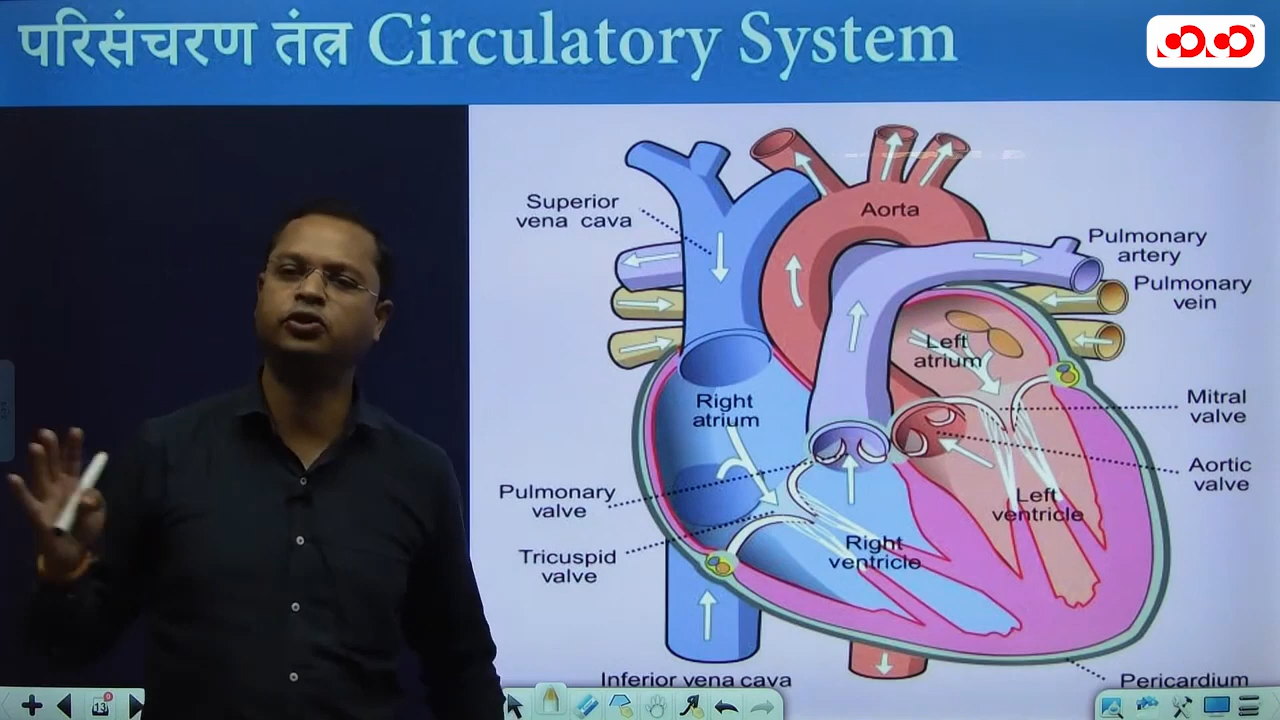 परिसंचरण तंत्र Circulatory System
Superior
vena cava
Aorta
Pulmonary
artery
Pulmonary
vein
Left
atrium
Right
atrium
Mitral
valve
Aortic
valve
Pulmonary
valve
Left
ventricle
Tricuspid
valve
Right
ventricle
Inferior vena cava
Pericardium
13